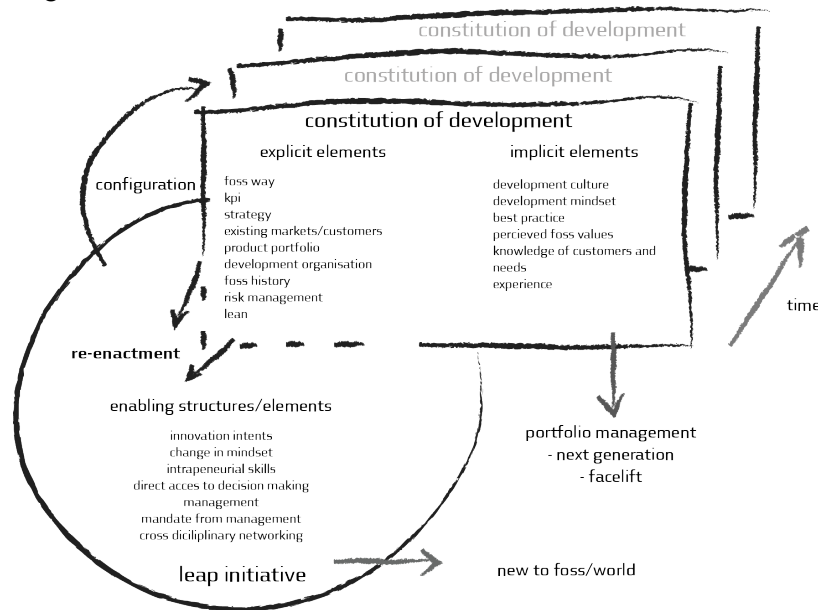 constitution of development
constitution of development
constitution of development
explicit elements
implicit elements
configuration
foss way
kpi
strategy
existing markets/customers
product portfolio
development organisation
foss history
risk management
lean
development culture
development mindset
best practice
percieved foss values
knowledge of customers and
needs
experience
time
re-enactment
enabling structures/elements
innovation intents
change in mindset
intrapeneurial skills
direct acces to decision making
management
mandate from management
cross diciliplinary networking
leap initiative
portfolio management
- next generation
- facelift
new to foss/world